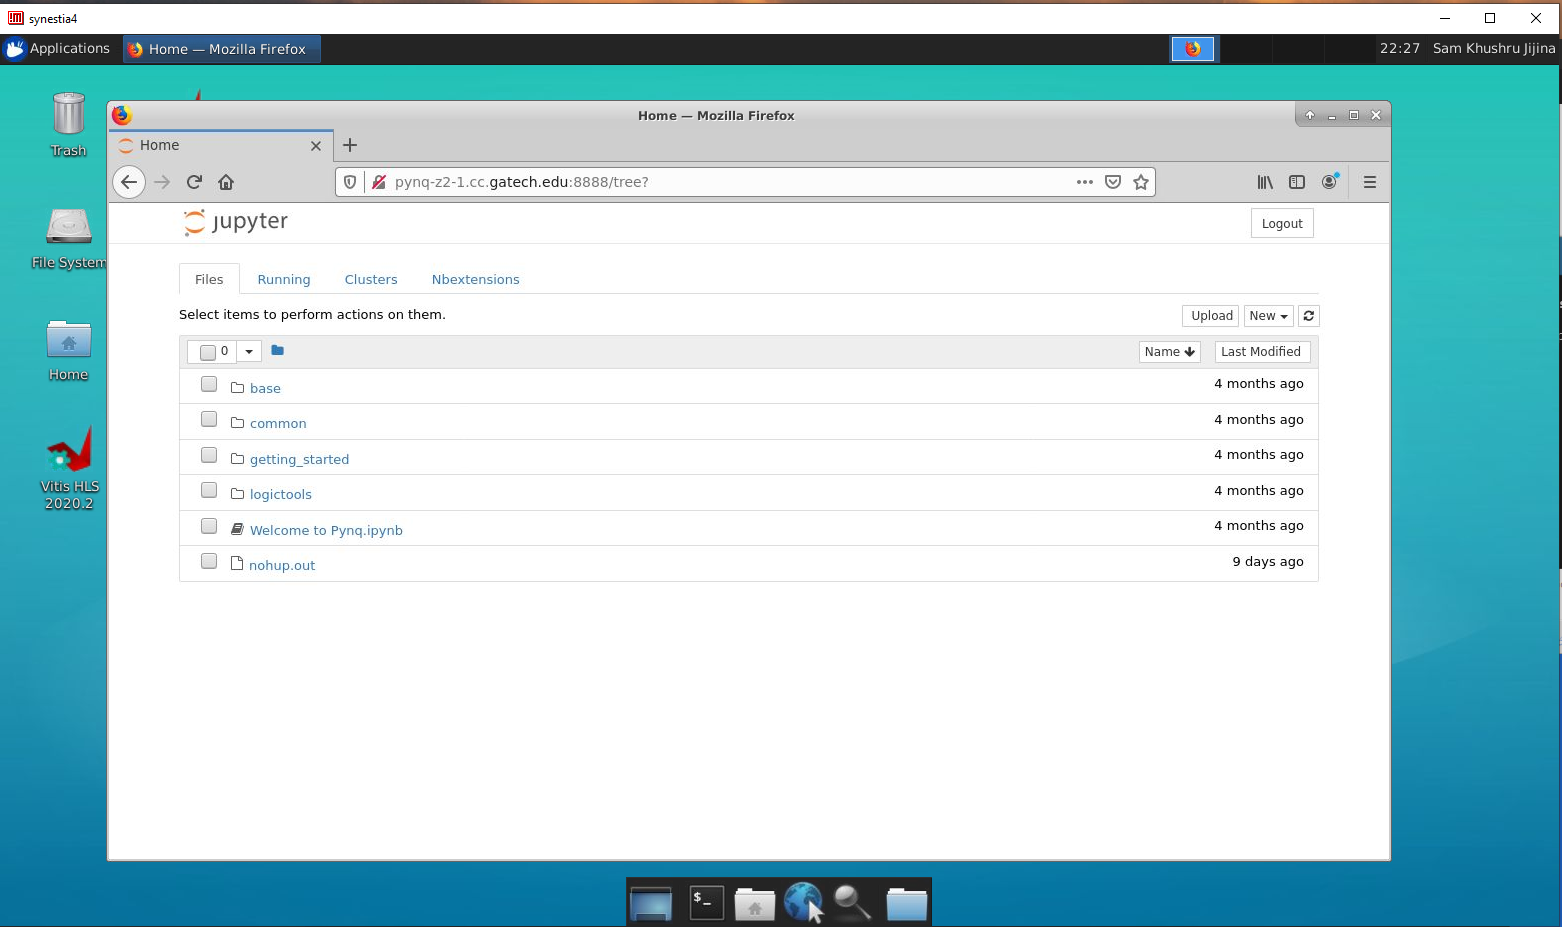 synestia4
Applications
Home — Mozilla Firefox
22:27
Sam Khushru Jijina
Trash
File System
Home
Vitis HLS
2020.2
Home — Mozilla Firefox
Home
pynq-z2-1.cc.gatech.edu:8888/tree?
jupyter
Logout
Files
Running
Clusters
Nbextensions
Select items to perform actions on them.
Upload
New
0
Name
Last Modified
base
4 months ago
common
4 months ago
getting_started
4 months ago
logictools
4 months ago
Welcome to Pynq.ipynb
4 months ago
nohup.out
9 days ago
$_